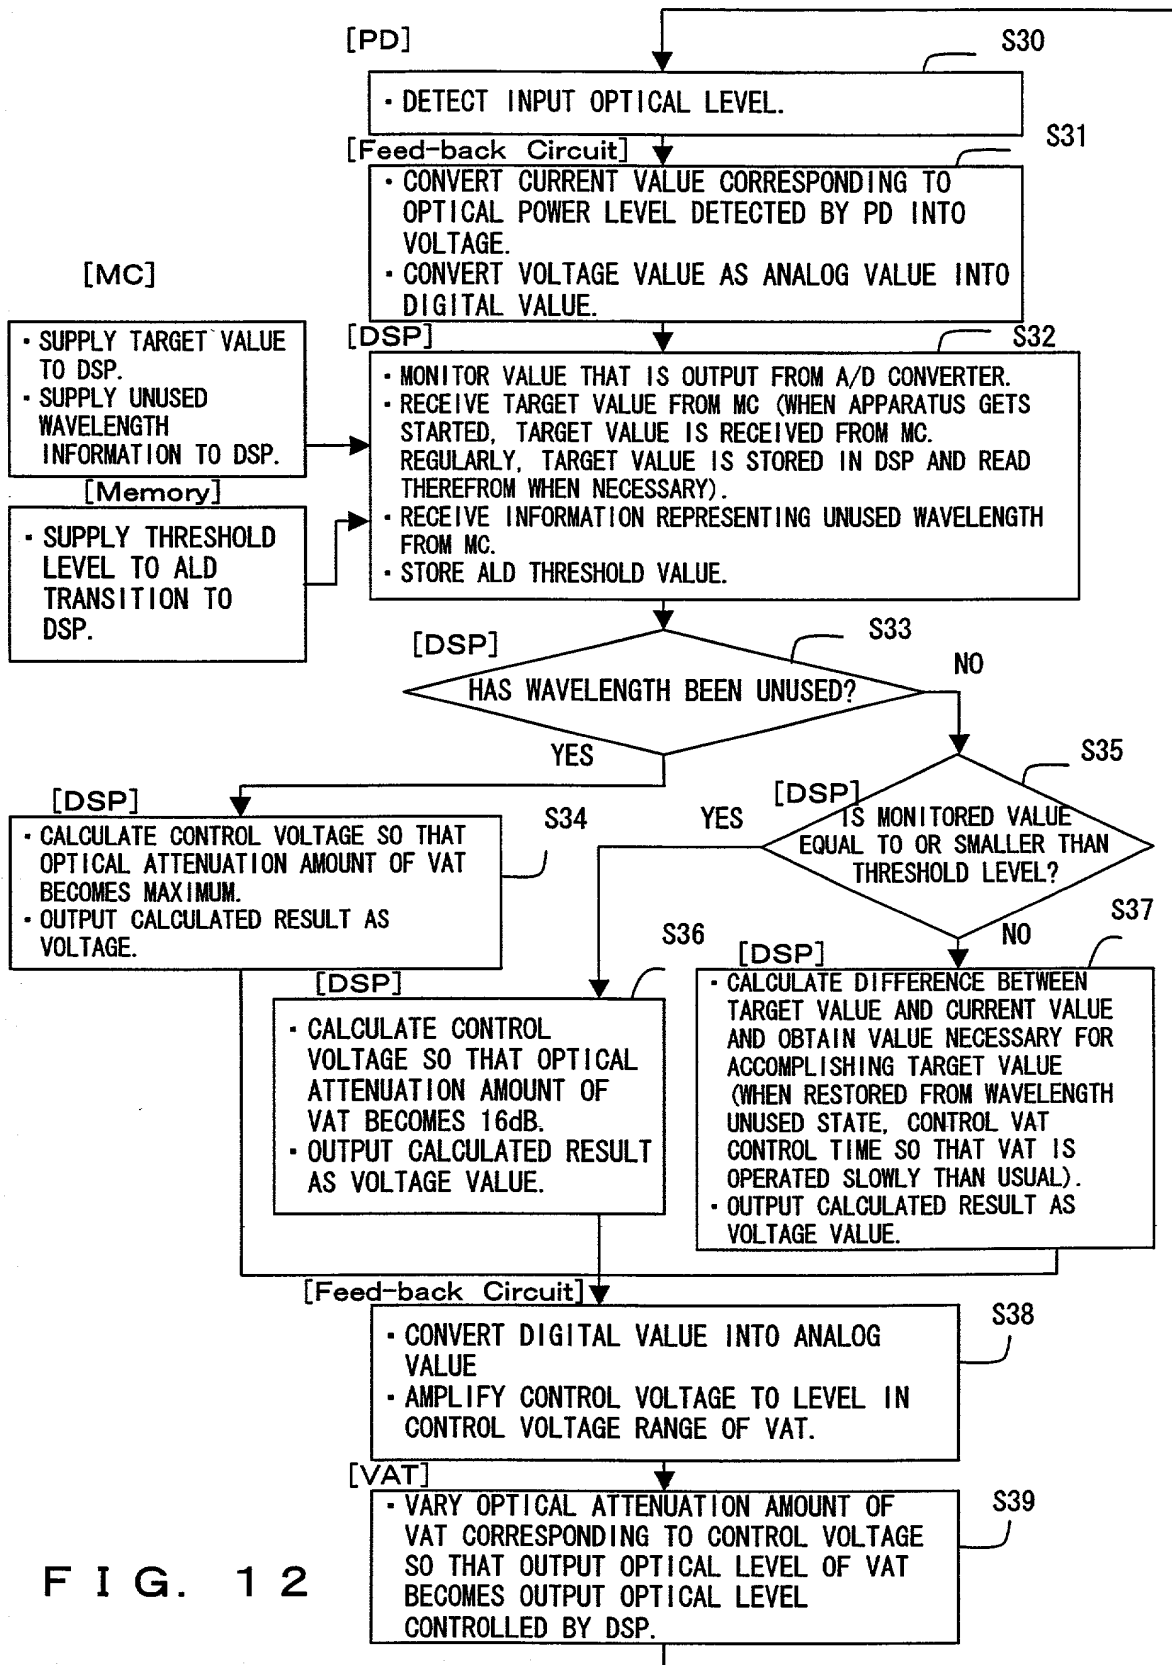 [PD]
S30
・DETECT INPUT OPTICAL LEVEL.
[Feed-back Circuit]
S31
・CONVERT CURRENT VALUE CORRESPONDING TO
OPTICAL POWER LEVEL DETECTED BY PD INTO
VOLTAGE.
・CONVERT VOLTAGE VALUE AS ANALOG VALUE INTO
DIGITAL VALUE.
[MC]
・SUPPLY TARGET VALUE
TO DSP.
・SUPPLY UNUSED
WAVELENGTH
INFORMATION TO DSP.
[Memory]
・SUPPLY THRESHOLD
LEVEL TO ALD
TRANSITION TO
DSP.
[DSP]
S32
・MONITOR VALUE THAT IS OUTPUT FROM A/D CONVERTER.
・RECEIVE TARGET VALUE FROM MC (WHEN APPARATUS GETS
STARTED, TARGET VALUE IS RECEIVED FROM MC.
REGULARLY, TARGET VALUE IS STORED IN DSP AND READ
THEREFROM WHEN NECESSARY).
・RECEIVE INFORMATION REPRESENTING UNUSED WAVELENGTH
FROM MC.
・STORE ALD THRESHOLD VALUE.
[DSP]
S33
HAS WAVELENGTH BEEN UNUSED?
NO
YES
[DSP]
S34
・CALCULATE CONTROL VOLTAGE SO THAT
OPTICAL ATTENUATION AMOUNT OF VAT
BECOMES MAXIMUM.
・OUTPUT CALCULATED RESULT AS
VOLTAGE.
S35
[DSP]
YES
IS MONITORED VALUE
EQUAL TO OR SMALLER THAN
THRESHOLD LEVEL?
NO
S36
[DSP]
・CALCULATE CONTROL
VOLTAGE SO THAT OPTICAL
ATTENUATION AMOUNT OF
VAT BECOMES 16dB.
・OUTPUT CALCULATED RESULT
AS VOLTAGE VALUE.
S37
[DSP]
・CALCULATE DIFFERENCE BETWEEN
TARGET VALUE AND CURRENT VALUE
AND OBTAIN VALUE NECESSARY FOR
ACCOMPLISHING TARGET VALUE
(WHEN RESTORED FROM WAVELENGTH
UNUSED STATE, CONTROL VAT
CONTROL TIME SO THAT VAT IS
OPERATED SLOWLY THAN USUAL).
・OUTPUT CALCULATED RESULT AS
VOLTAGE VALUE.
[Feed-back Circuit]
S38
・CONVERT DIGITAL VALUE INTO ANALOG
VALUE
・AMPLIFY CONTROL VOLTAGE TO LEVEL IN
CONTROL VOLTAGE RANGE OF VAT.
[VAT]
S39
・VARY OPTICAL ATTENUATION AMOUNT OF
VAT CORRESPONDING TO CONTROL VOLTAGE
SO THAT OUTPUT OPTICAL LEVEL OF VAT
BECOMES OUTPUT OPTICAL LEVEL
CONTROLLED BY DSP.
FIG. 12